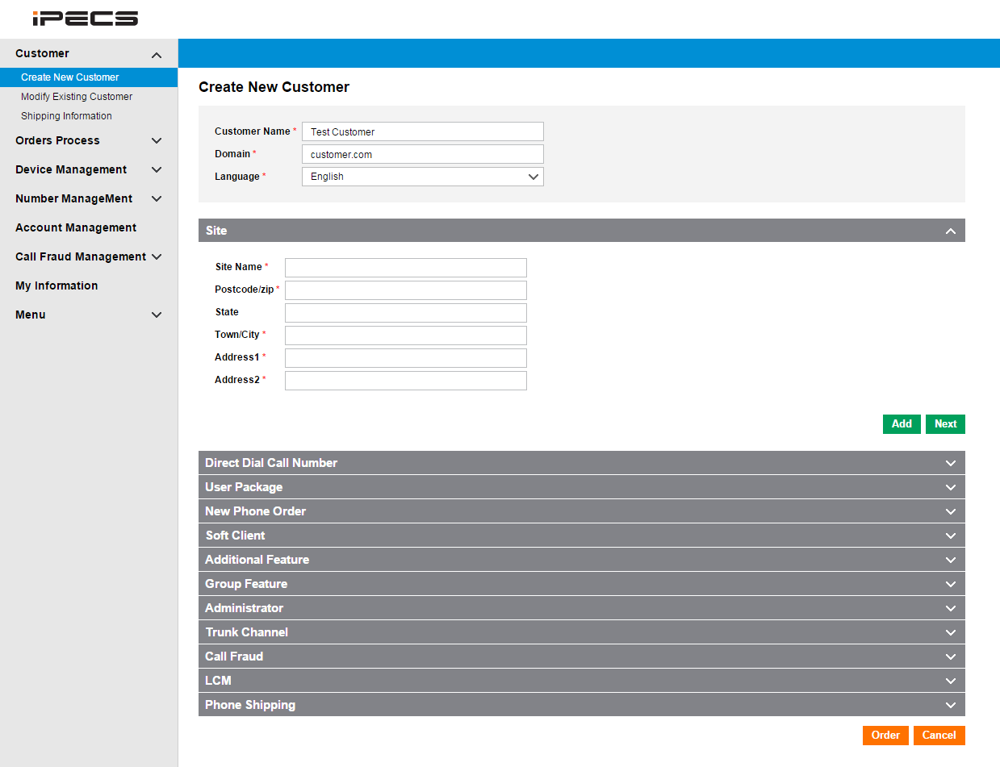 iPECS
Customer
Create New Customer
Modify Existing Customer
Shipping Information
Orders Process
Device Management
Number ManageMent
Account Management
Call Fraud Management
My Information
Menu
Create New Customer
Customer Name * Test Customer
Domain * customer.com
Language * English
Site
Site Name *
Postcode/zip *
State
Town/City *
Address1 *
Address2 *
Add Next
Direct Dial Call Number
User Package
New Phone Order
Soft Client
Additional Feature
Group Feature
Administrator
Trunk Channel
Call Fraud
LCM
Phone Shipping
Order Cancel